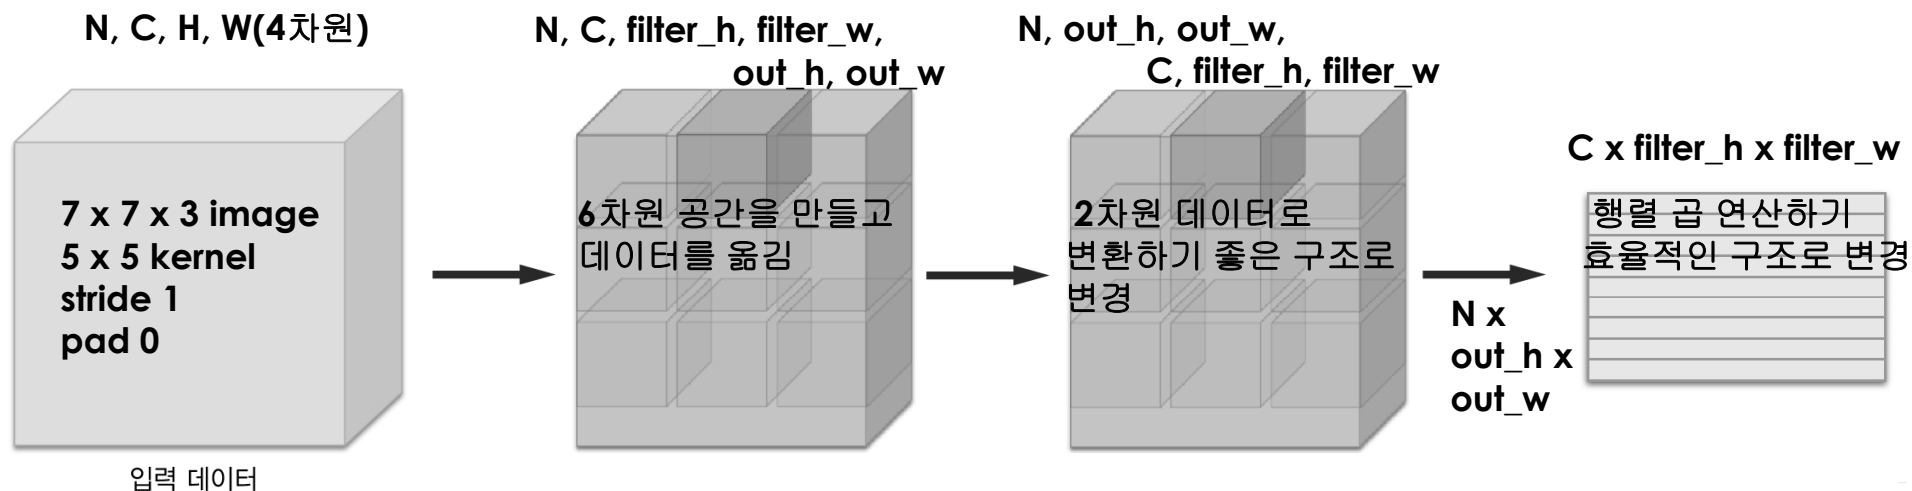 N, C, H, W(4차원)
7 x 7 x 3 image
5 x 5 kernel
stride 1
pad 0
입력 데이터
N, C, filter_h, filter_w,
out_h, out_w
6차원 공간을 만들고
데이터를 옮김
N, out_h, out_w,
C, filter_h, filter_w
2차원 데이터로
변환하기 좋은 구조로
변경
N x
out_h x
out_w
C x filter_h x filter_w
행렬 곱 연산하기
효율적인 구조로 변경